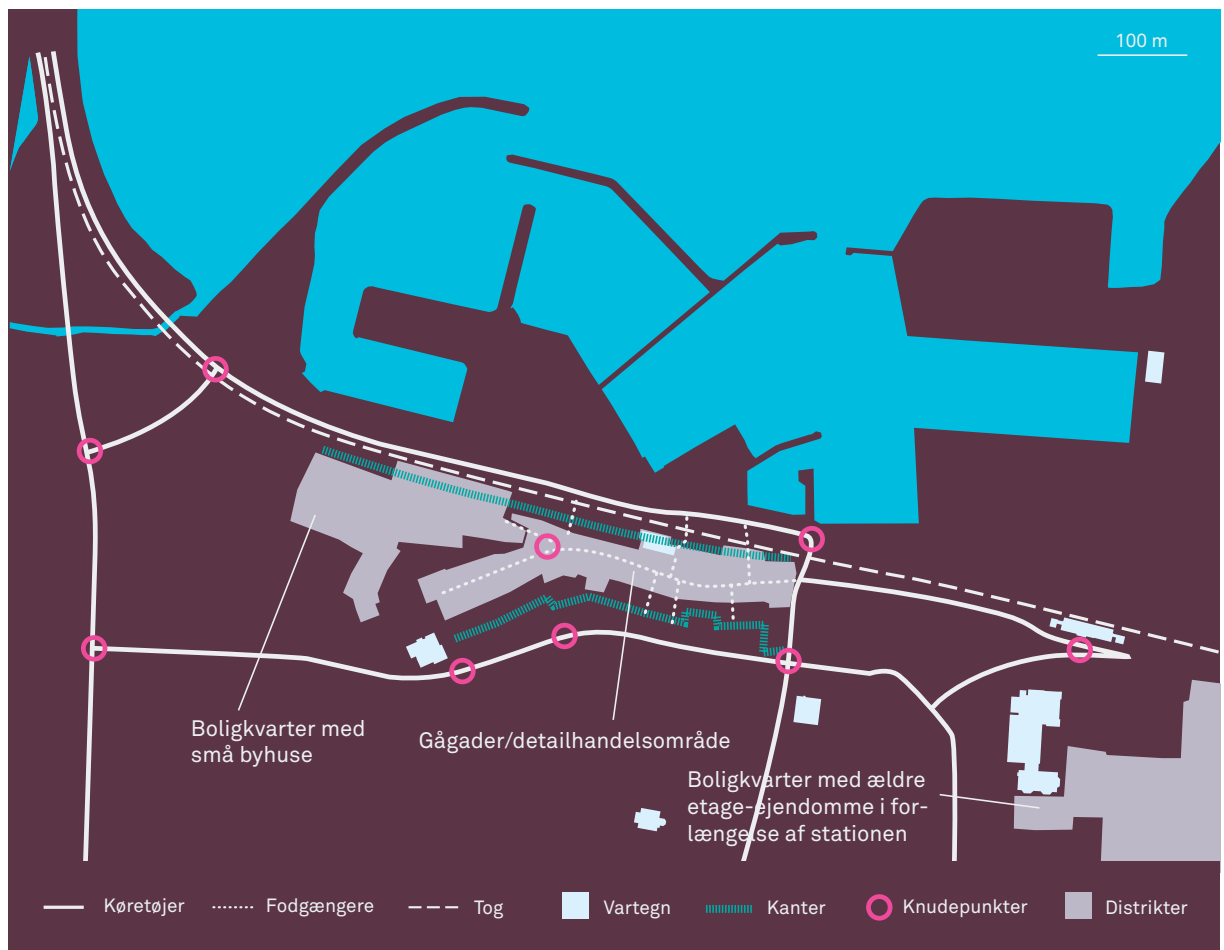 100 m
Boligkvarter med
små byhuse
Gågader/detailhandelsområde
Boligkvarter med ældre
etage-ejendomme i for-
længelse af stationen
Køretøjer
Fodgængere
Tog
Vartegn
Kanter
Knudepunkter
Distrikter